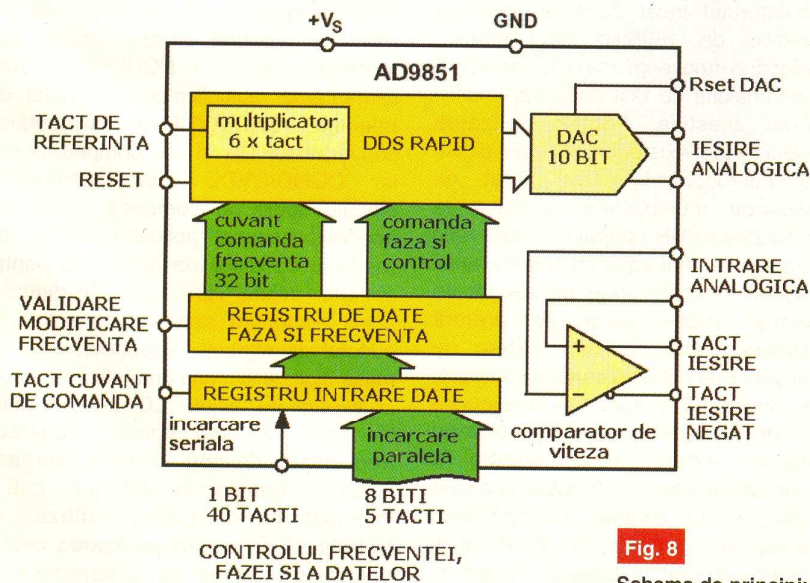 +VS
GND
AD9851
Rset DAC
TACT DE
REFERINTA
multiplicator
6 x tact
DDS RAPID
DAC
10 BIT
IESIRE
ANALOGICA
RESET
cuvant
comanda
frecventa
32 bit
comanda
faza si
control
INTRARE
ANALOGICA
VALIDARE
MODIFICARE
FRECVENTA
REGISTRU DE DATE
FAZA SI FRECVENTA
+
−
TACT
IESIRE
TACT CUVANT
DE COMANDA
REGISTRU INTRARE DATE
TACT
IESIRE
NEGAT
incarcare
seriala
incarcare
paralela
comparator de
viteza
1 BIT
40 TACTI
8 BITI
5 TACTI
CONTROLUL FRECVENTEI,
FAZEI SI A DATELOR
Fig. 8
Schema de principiu